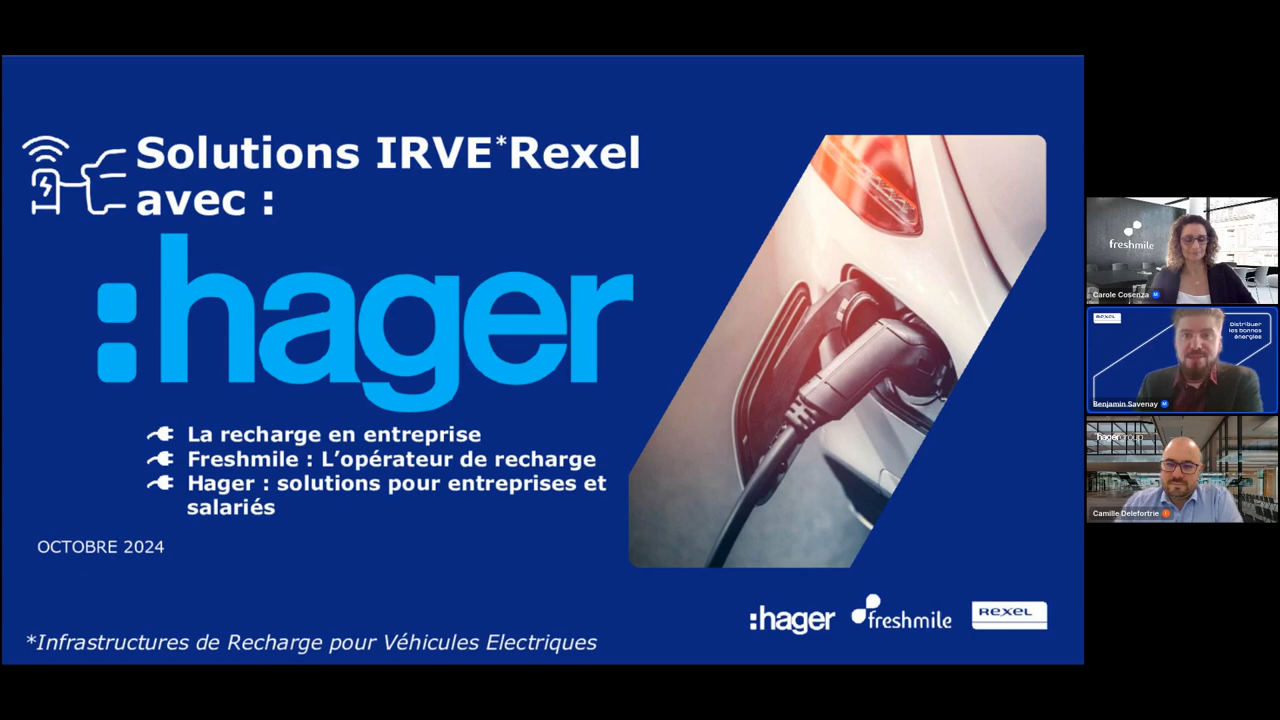 Solutions IRVE*Rexel
avec :
:hager
La recharge en entreprise
Freshmile : L'opérateur de recharge
Hager : solutions pour entreprises et
salariés
OCTOBRE 2024
:hager
freshmile
REXEL
*Infrastructures de Recharge pour Véhicules Electriques
freshmile
Carole Cosenza
M
REXEL
Distribuer
les bonnes
énergies
Benjamin Savenay
M
:hagergroup
Camille Delefortrie